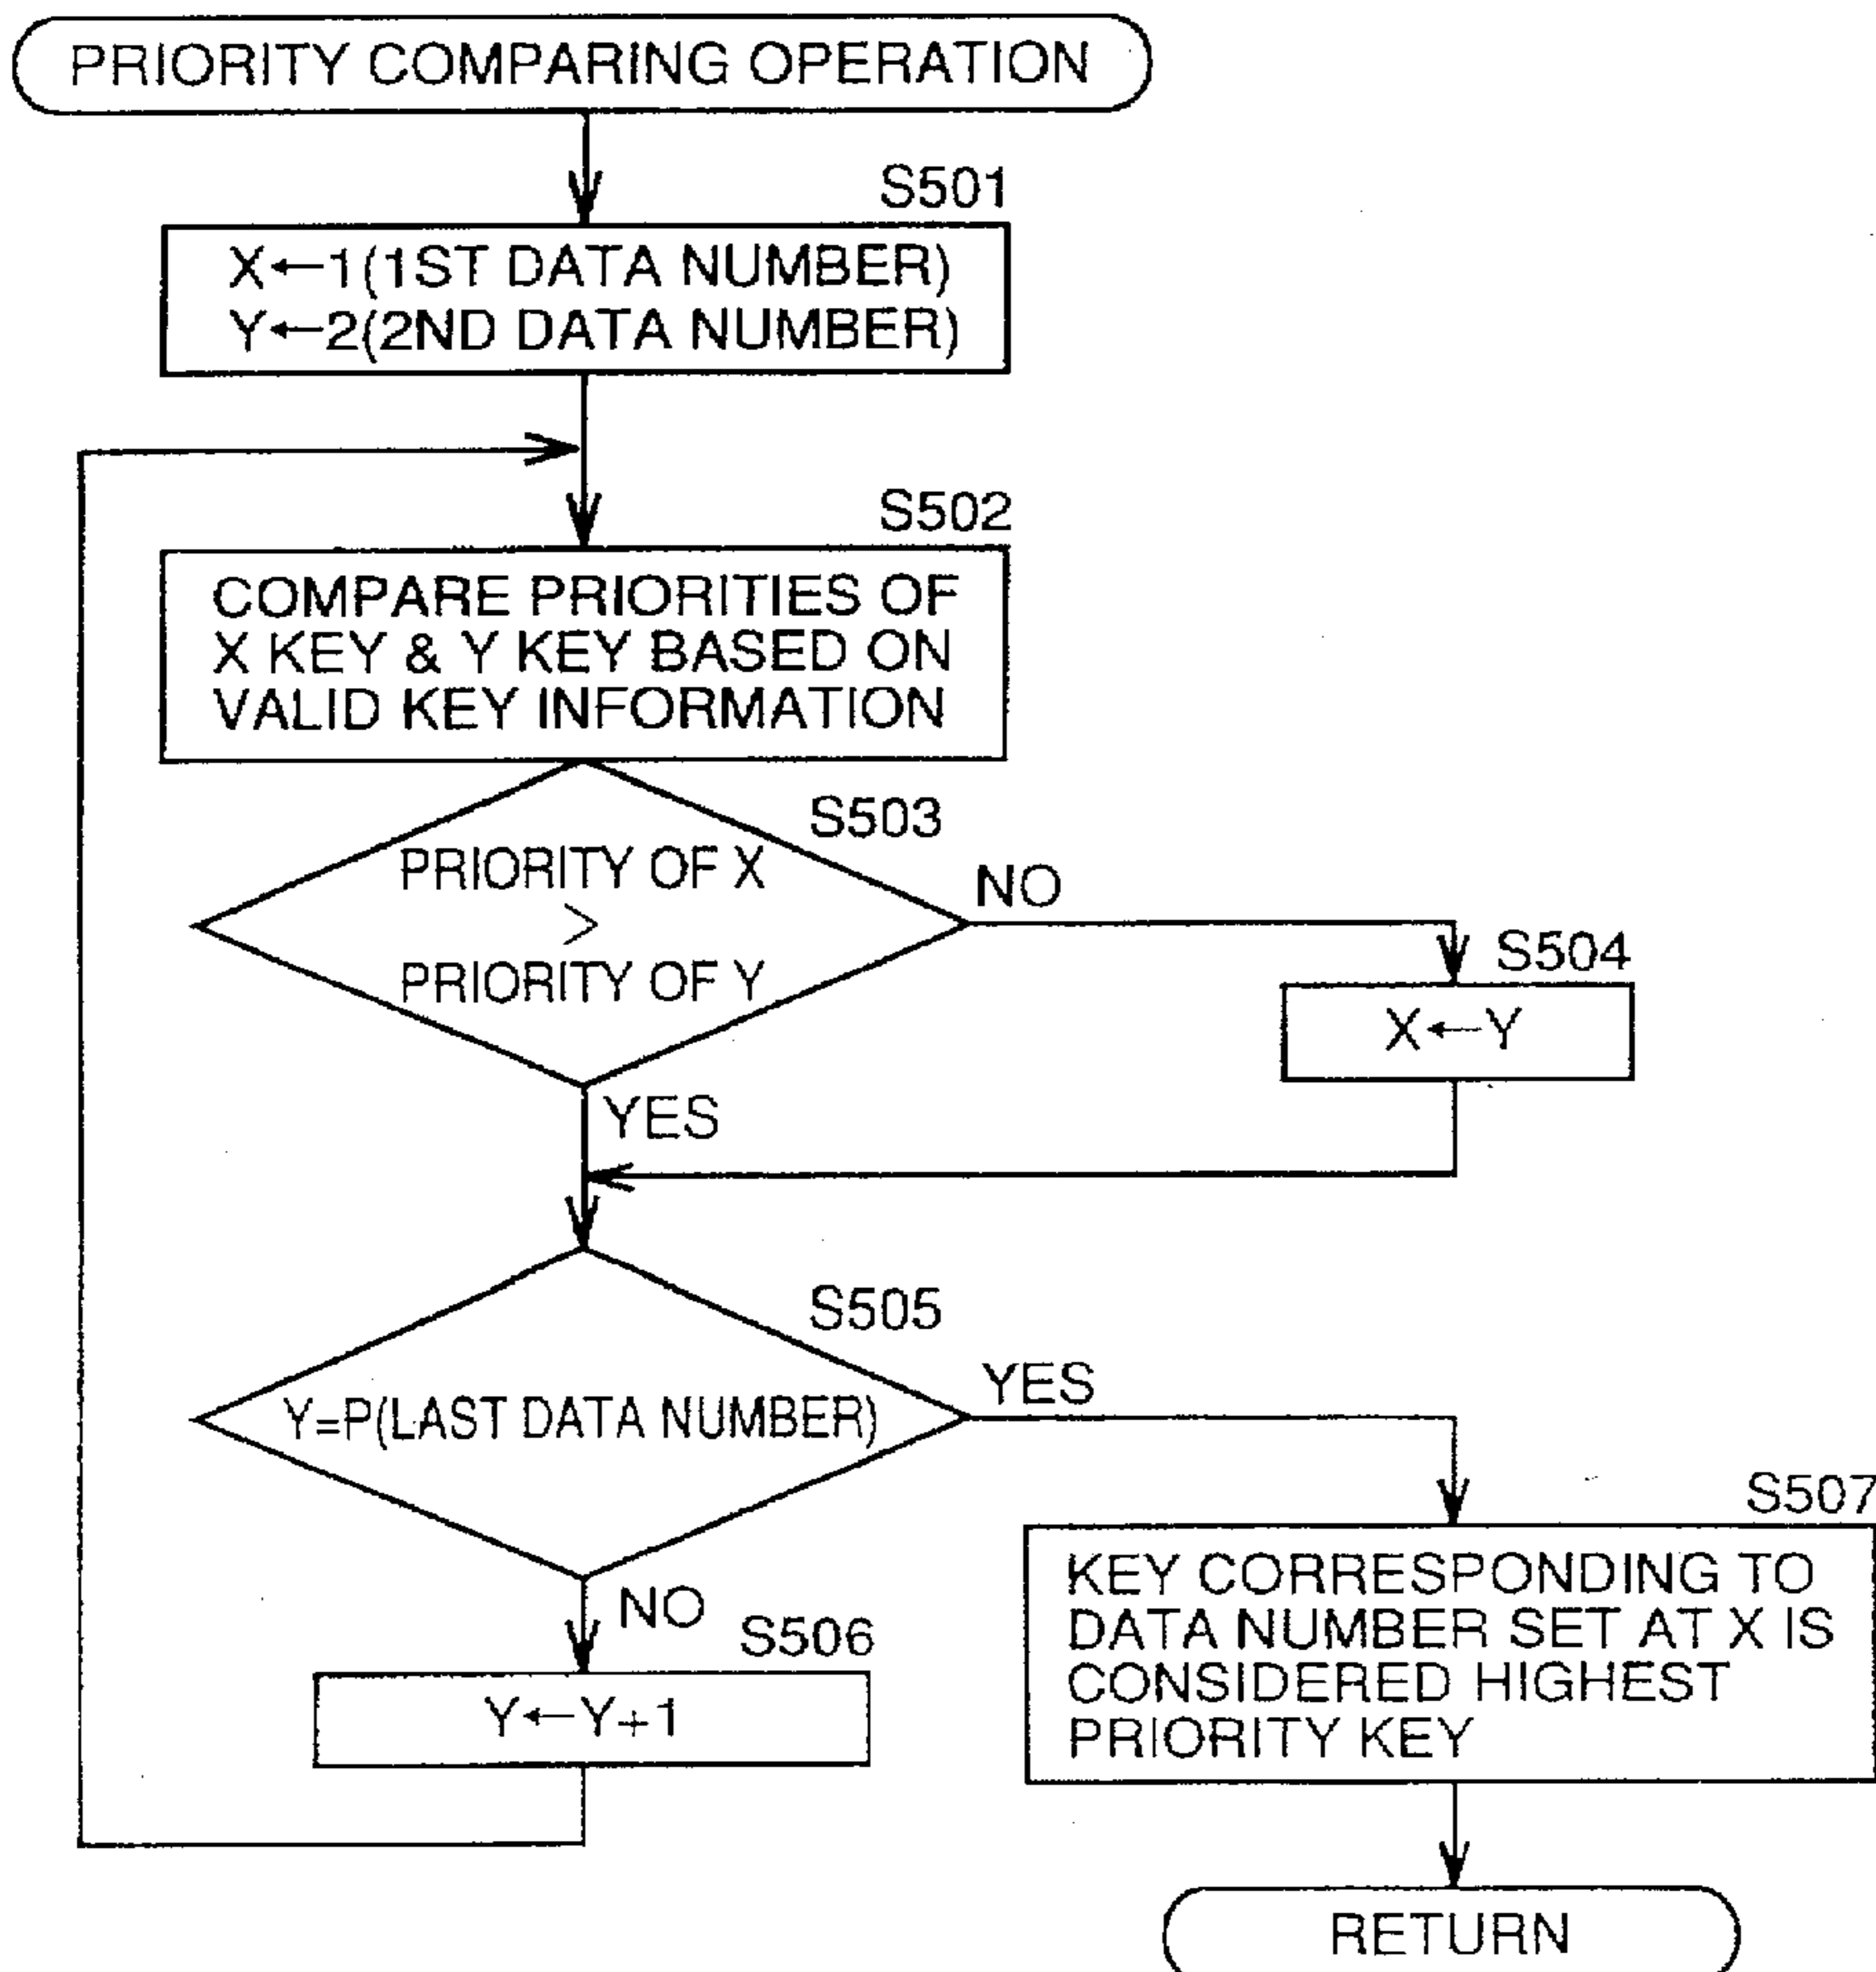 PRIORITY COMPARING OPERATION
S501
X←1(1ST DATA NUMBER)
Y←2(2ND DATA NUMBER)
S502
COMPARE PRIORITIES OF
X KEY & Y KEY BASED ON
VALID KEY INFORMATION
S503
PRIORITY OF X
>
PRIORITY OF Y
NO
S504
X←Y
YES
S505
Y=P(LAST DATA NUMBER)
YES
NO
S506
Y←Y+1
S507
KEY CORRESPONDING TO
DATA NUMBER SET AT X IS
CONSIDERED HIGHEST
PRIORITY KEY
RETURN